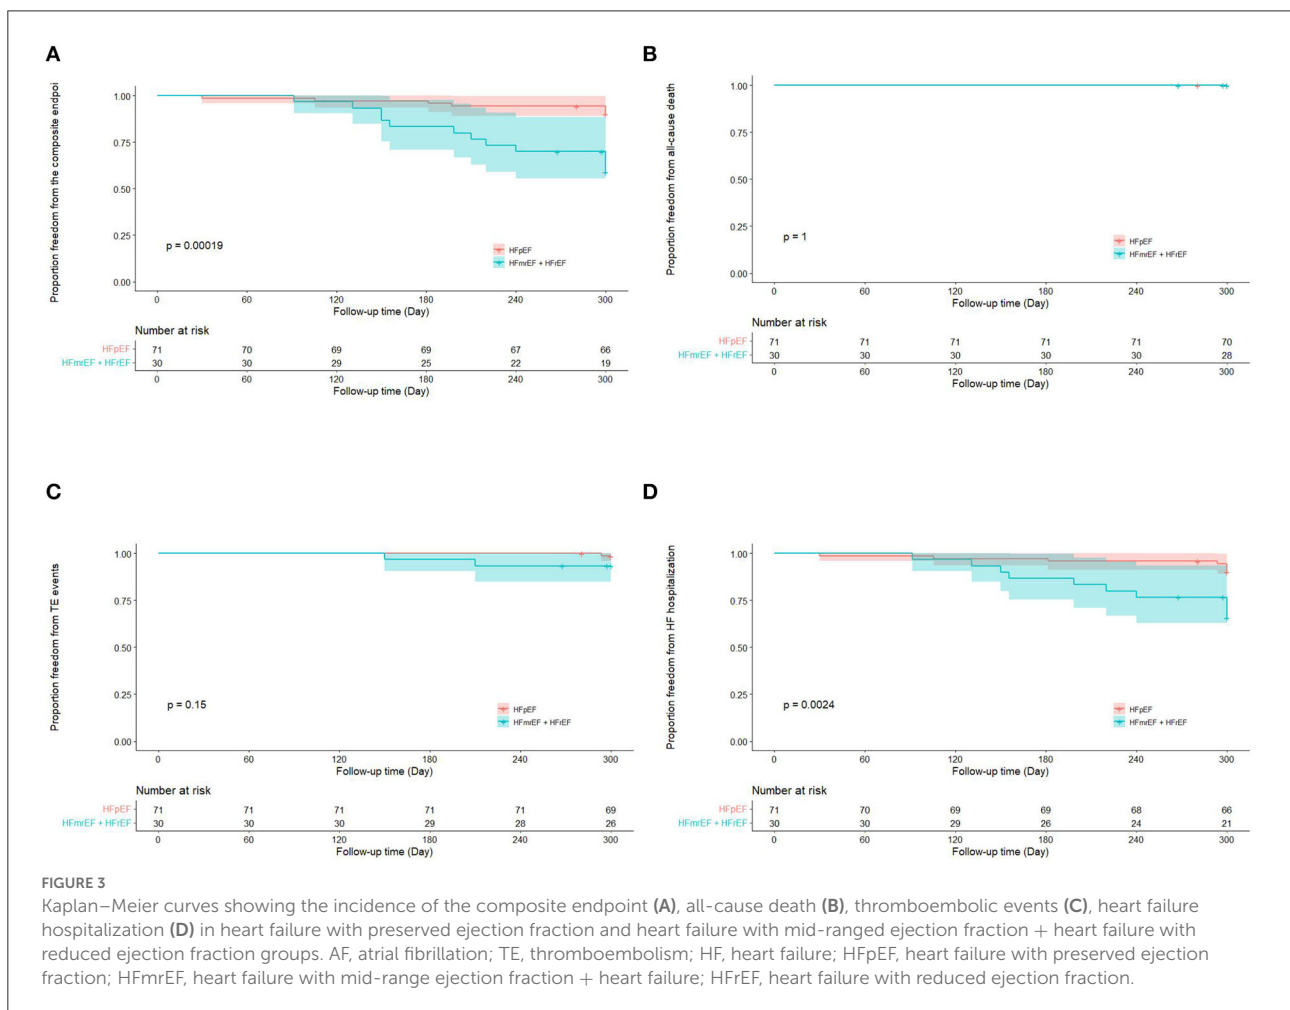 A
Proportion freedom from the composite endpoi
1.00
0.75
0.50
0.25
0.00
p = 0.00019
HFpEF
HFmrEF + HFrEF
0 60 120 180 240 300
Follow-up time (Day)
Number at risk
HFpEF 71 70 69 69 67 66
HFmrEF + HFrEF 30 30 29 25 22 19
0 60 120 180 240 300
Follow-up time (Day)
B
Proportion freedom from all-cause death
1.00
0.75
0.50
0.25
0.00
p = 1
HFpEF
HFmrEF + HFrEF
0 60 120 180 240 300
Follow-up time (Day)
Number at risk
HFpEF 71 71 71 71 71 70
HFmrEF + HFrEF 30 30 30 30 30 28
0 60 120 180 240 300
Follow-up time (Day)
C
Proportion freedom from TE events
1.00
0.75
0.50
0.25
0.00
p = 0.15
HFpEF
HFmrEF + HFrEF
0 60 120 180 240 300
Follow-up time (Day)
Number at risk
HFpEF 71 71 71 71 71 69
HFmrEF + HFrEF 30 30 30 29 28 26
0 60 120 180 240 300
Follow-up time (Day)
D
Proportion freedom from HF hospitalization
1.00
0.75
0.50
0.25
0.00
p = 0.0024
HFpEF
HFmrEF + HFrEF
0 60 120 180 240 300
Follow-up time (Day)
Number at risk
HFpEF 71 70 69 69 68 66
HFmrEF + HFrEF 30 30 29 26 24 21
0 60 120 180 240 300
Follow-up time (Day)
FIGURE 3
Kaplan–Meier curves showing the incidence of the composite endpoint (A), all-cause death (B), thromboembolic events (C), heart failure
hospitalization (D) in heart failure with preserved ejection fraction and heart failure with mid-ranged ejection fraction + heart failure with
reduced ejection fraction groups. AF, atrial fibrillation; TE, thromboembolism; HF, heart failure; HFpEF, heart failure with preserved ejection
fraction; HFmrEF, heart failure with mid-range ejection fraction + heart failure; HFrEF, heart failure with reduced ejection fraction.